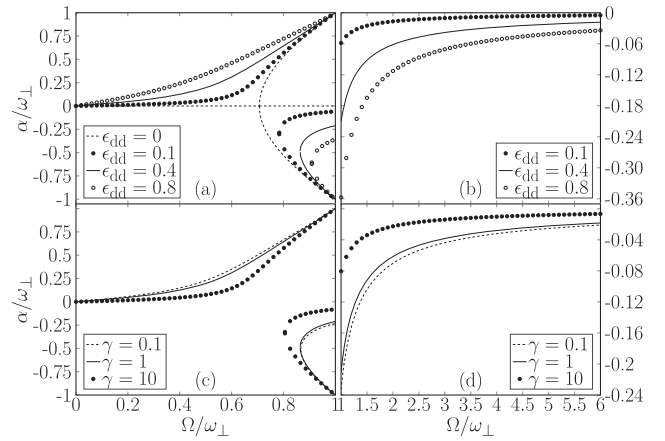 1
0.75
0.5
0.25
0
-0.25
-0.5
-0.75
-1
α/ω⊥
ϵdd = 0
ϵdd = 0.1
ϵdd = 0.4
ϵdd = 0.8
(a)
0
-0.06
-0.12
-0.18
-0.24
-0.30
-0.36
(b)
ϵdd = 0.1
ϵdd = 0.4
ϵdd = 0.8
0.75
0.5
0.25
0
-0.25
-0.5
-0.75
-1
α/ω⊥
γ = 0.1
γ = 1
γ = 10
(c)
-0.04
-0.08
-0.12
-0.16
-0.2
-0.24
(d)
γ = 0.1
γ = 1
γ = 10
0 0.2 0.4 0.6 0.8 1 1.5 2 2.5 3 3.5 4 4.5 5 5.5 6
Ω/ω⊥ Ω/ω⊥